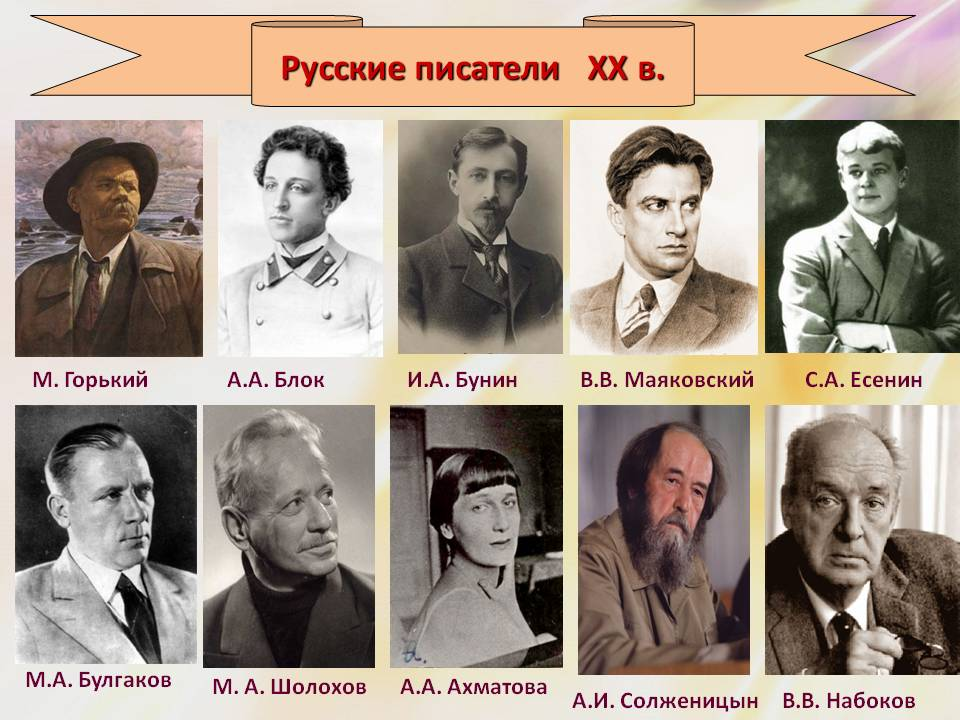 Русские писатели XX в.
М. Горький
А.А. Блок
И.А. Бунин
В.В. Маяковский
С.А. Есенин
М.А. Булгаков
М. А. Шолохов
А.А. Ахматова
А.И. Солженицын
В.В. Набоков